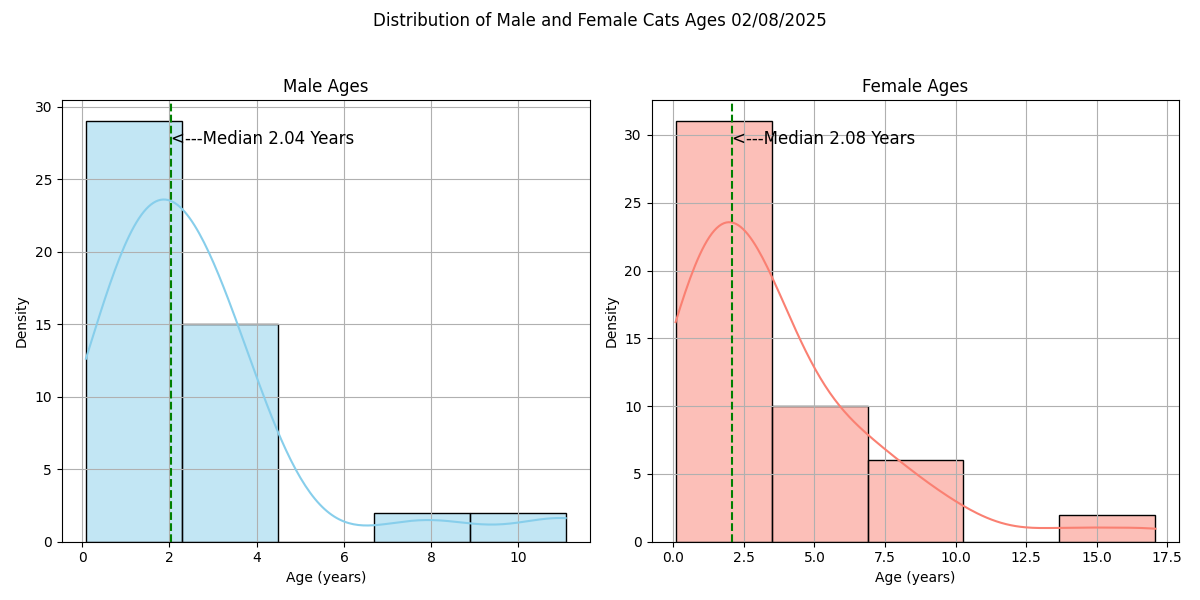 Distribution of Male and Female Cats Ages 02/08/2025
Male Ages
30
25
20
15
10
5
0
Density
<---Median 2.04 Years
0 2 4 6 8 10
Age (years)
Female Ages
30
25
20
15
10
5
0
Density
<---Median 2.08 Years
0.0 2.5 5.0 7.5 10.0 12.5 15.0 17.5
Age (years)